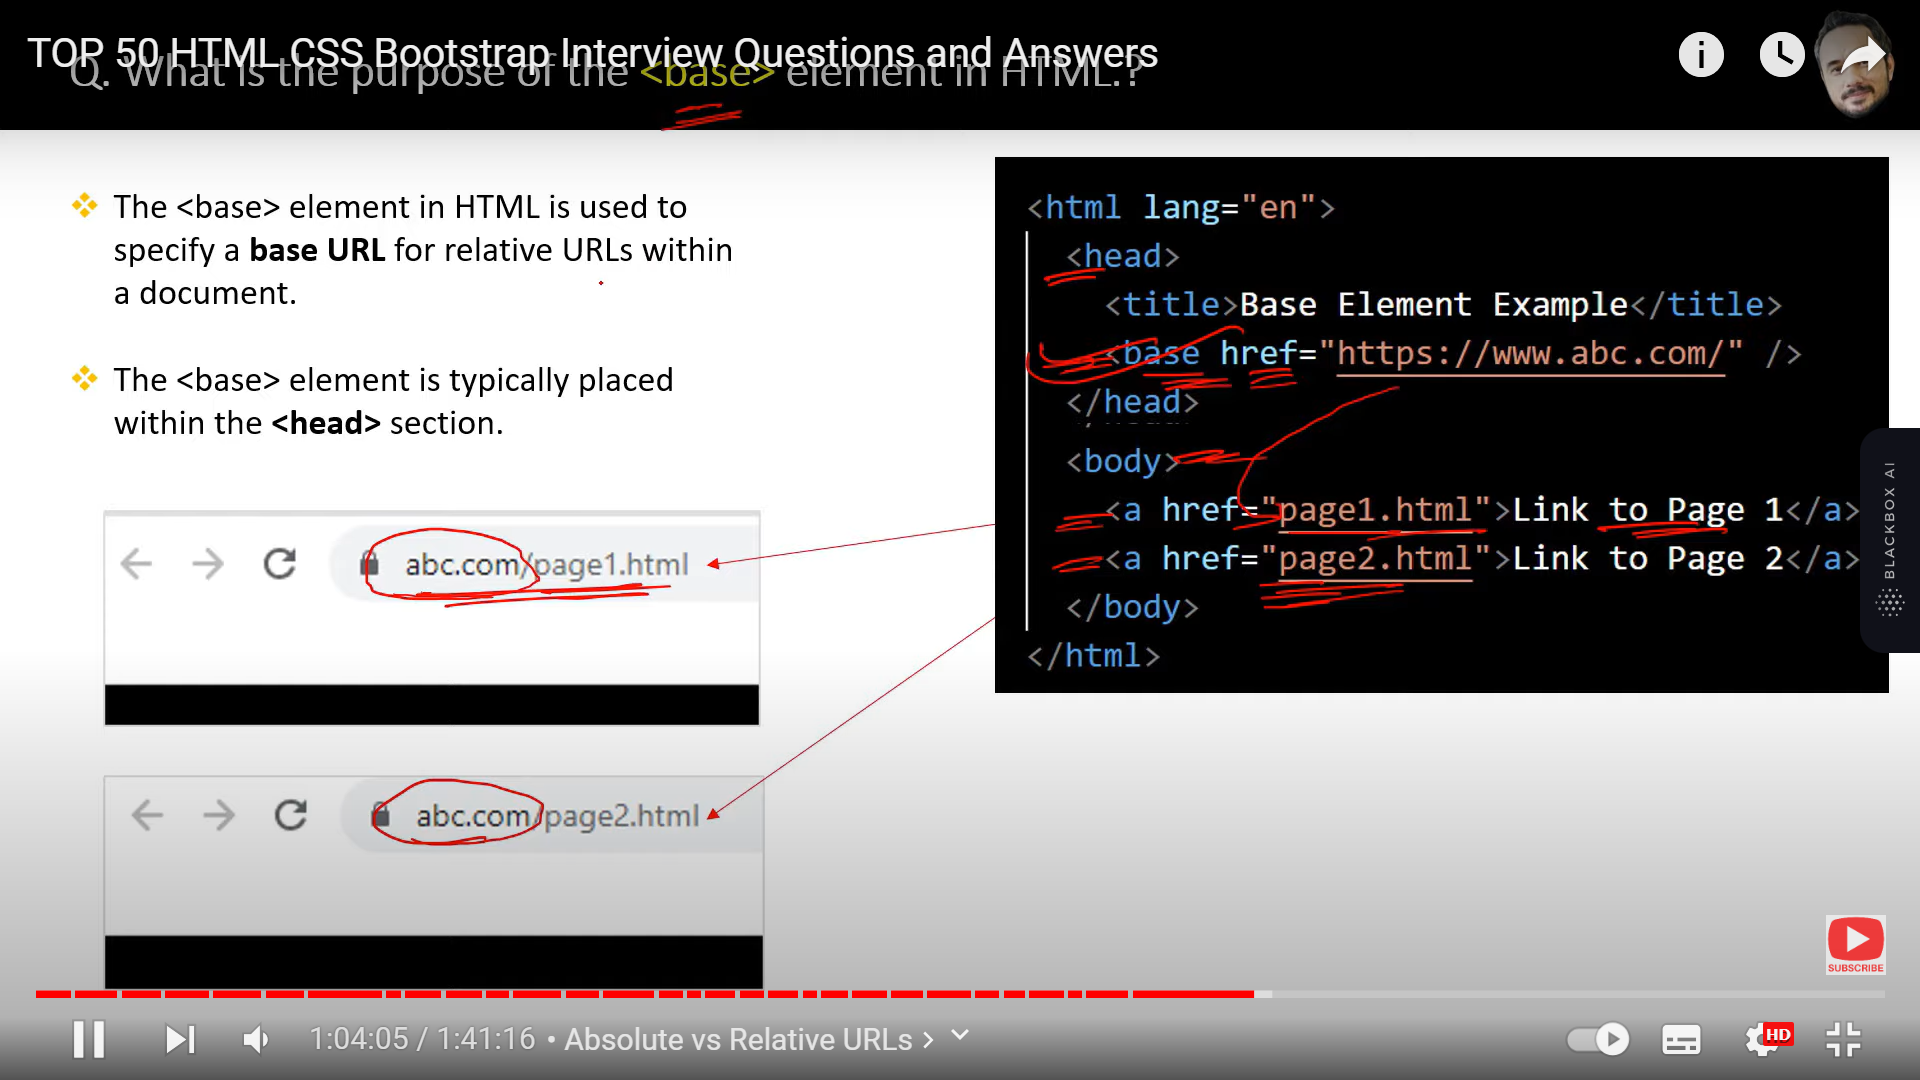 TOP 50 HTML CSS Bootstrap Interview Questions and Answers
Q. What is the purpose of the <base> element in HTML.?
The <base> element in HTML is used to
specify a base URL for relative URLs within
a document.
The <base> element is typically placed
within the <head> section.
abc.com/page1.html
abc.com/page2.html
<html lang="en">
<head>
<title>Base Element Example</title>
<base href="https://www.abc.com/" />
</head>
<body>
<a href="page1.html">Link to Page 1</a>
<a href="page2.html">Link to Page 2</a>
</body>
</html>
BLACKBOX AI
SUBSCRIBE
1:04:05 / 1:41:16 • Absolute vs Relative URLs
HD